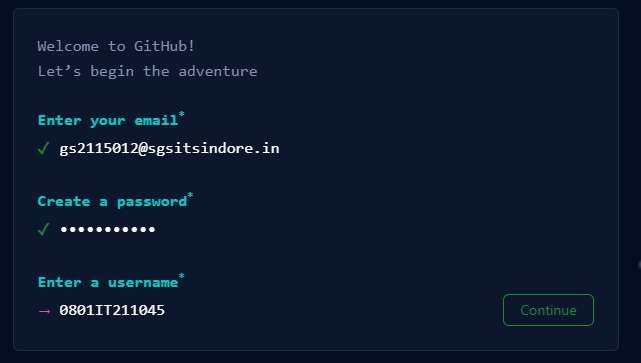 Welcome to GitHub!
Let’s begin the adventure
Enter your email*
✓ gs2115012@sgsitsindore.in
Create a password*
✓ •••••••••••
Enter a username*
→ 0801IT211045
Continue